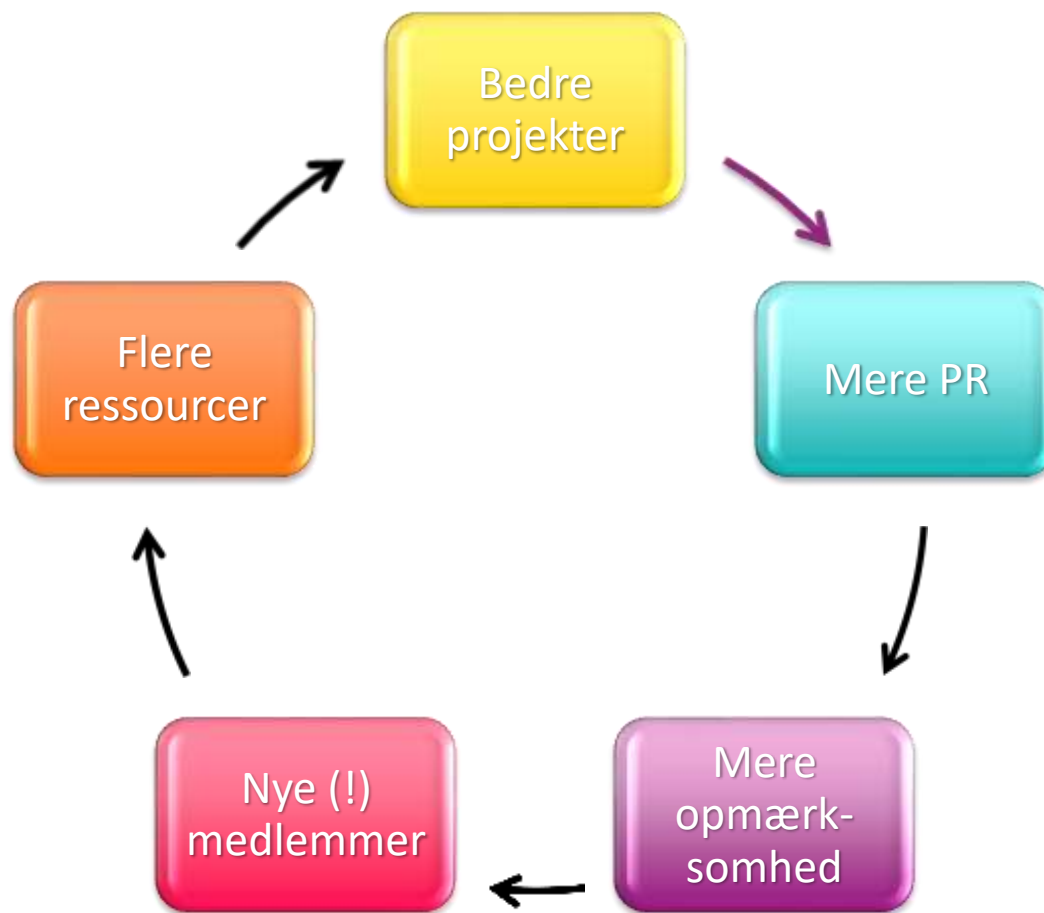 Bedre
projekter
Mere PR
Mere
opmærk-
somhed
Nye (!)
medlemmer
Flere
ressourcer